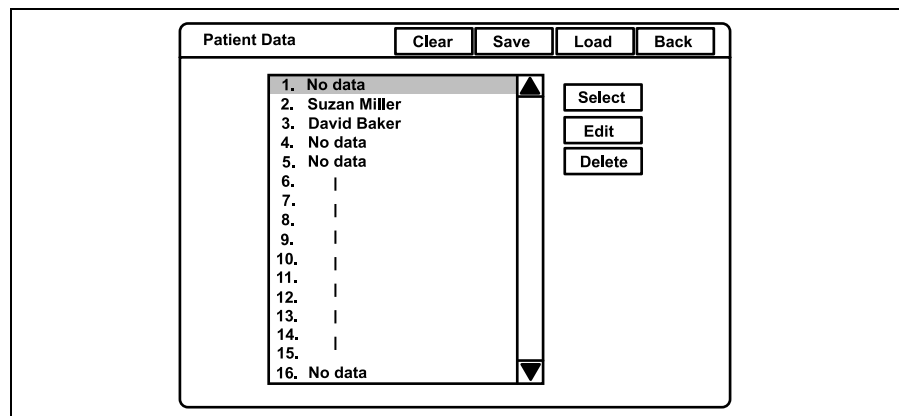 Patient Data Clear Save Load Back
1. No data
2. Suzan Miller
3. David Baker
4. No data
5. No data
6.
7.
8.
9.
10.
11.
12.
13.
14.
15.
16. No data
Select
Edit
Delete